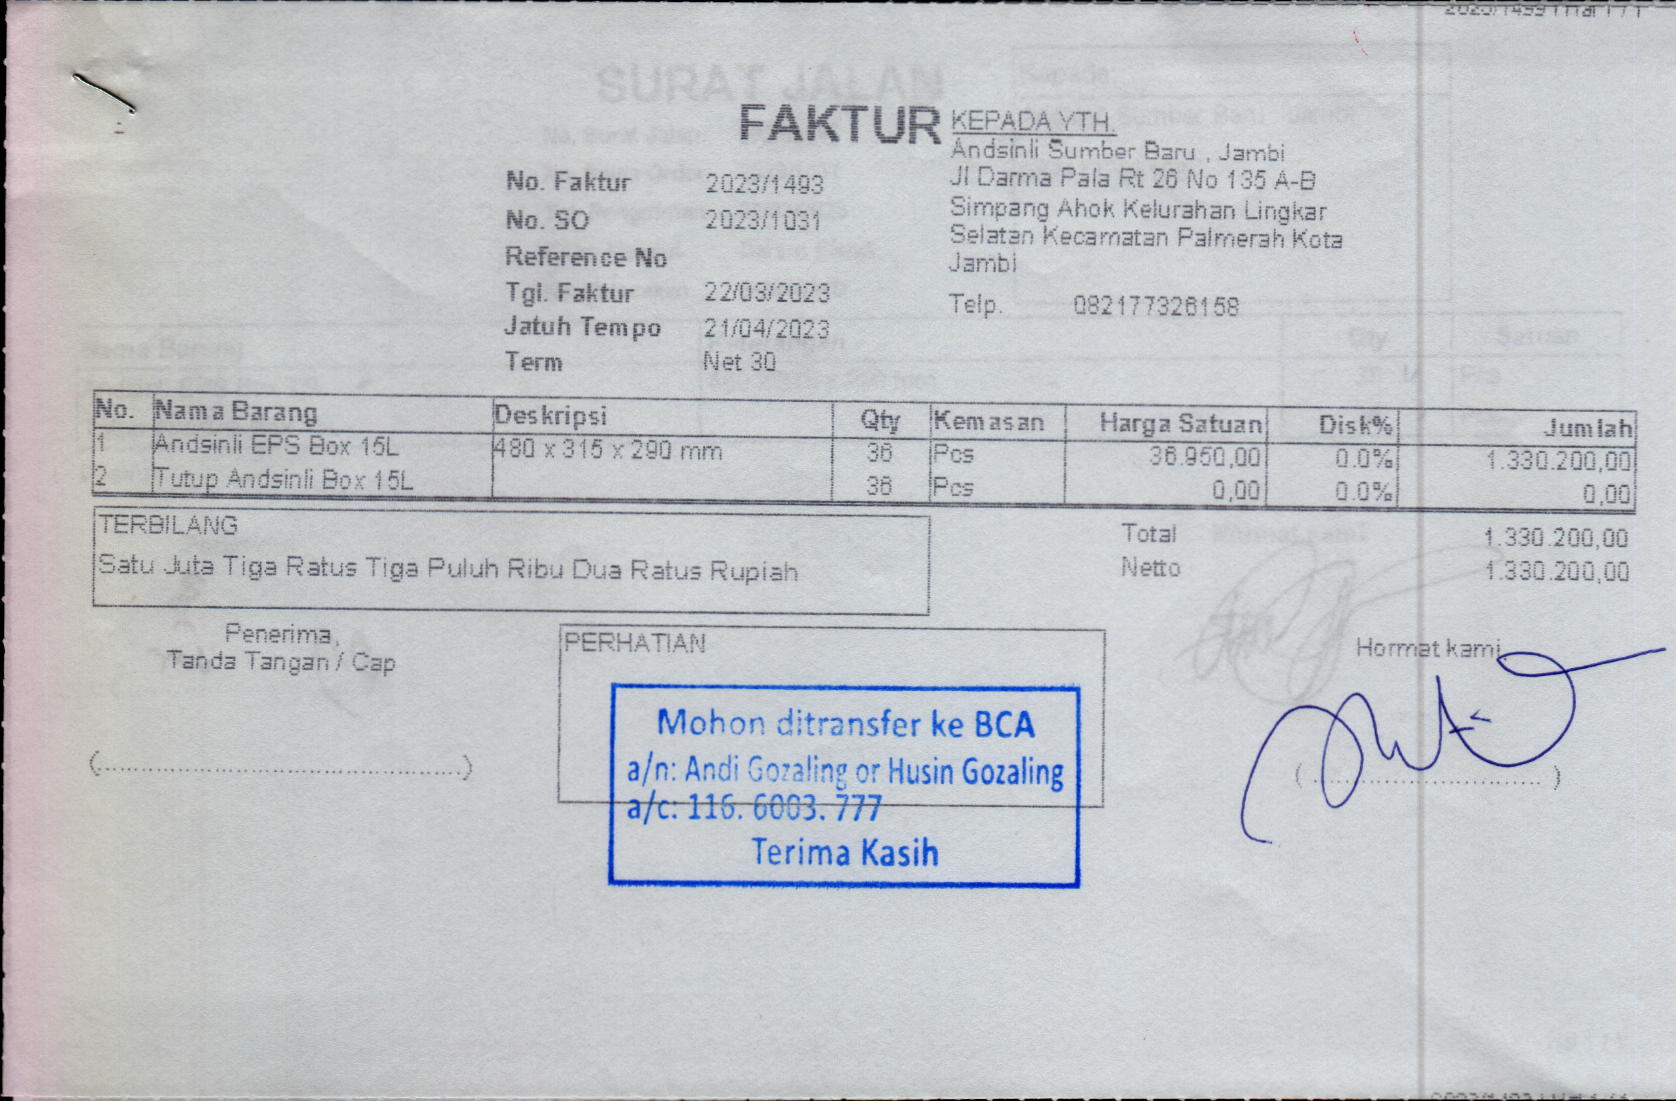 FAKTUR
No. Faktur 2023/1493
No. SO 2023/1031
Reference No
Tgl. Faktur 22/03/2023
Jatuh Tempo 21/04/2023
Term Net 30
KEPADA YTH.
Andsinli Sumber Baru , Jambi
Jl Darma Pala Rt 26 No 135 A-B
Simpang Ahok Kelurahan Lingkar
Selatan Kecamatan Palmerah Kota
Jambi
Telp. 082177326158
No. Nama Barang Deskripsi Qty Kemasan Harga Satuan Disk% Jumlah
1 Andsinli EPS Box 15L 480 x 315 x 290 mm 36 Pcs 36.950,00 0.0% 1.330.200,00
2 Tutup Andsinli Box 15L 36 Pcs 0,00 0.0% 0,00
TERBILANG
Satu Juta Tiga Ratus Tiga Puluh Ribu Dua Ratus Rupiah
Total 1.330.200,00
Netto 1.330.200,00
Penerima,
Tanda Tangan / Cap
(..................................................)
PERHATIAN
Mohon ditransfer ke BCA
a/n: Andi Gozaling or Husin Gozaling
a/c: 116. 6003. 777
Terima Kasih
Hormat kami
(..................................)
SURAT JALAN